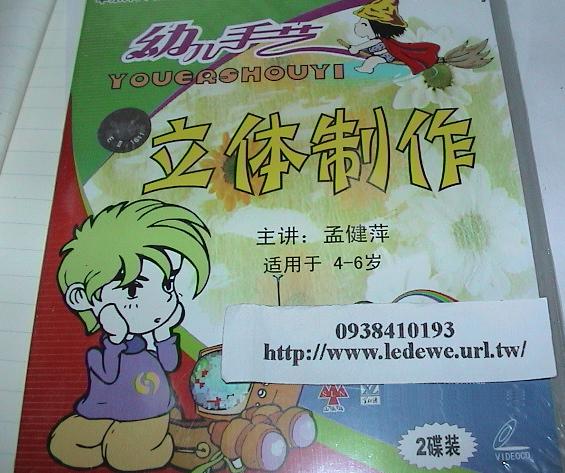 幼儿手艺
YOUERSHOUYI
立体制作
主讲：孟健萍
适用于 4-6岁
0938410193
http://www.ledewe.url.tw/
2碟装
VIDEOCD